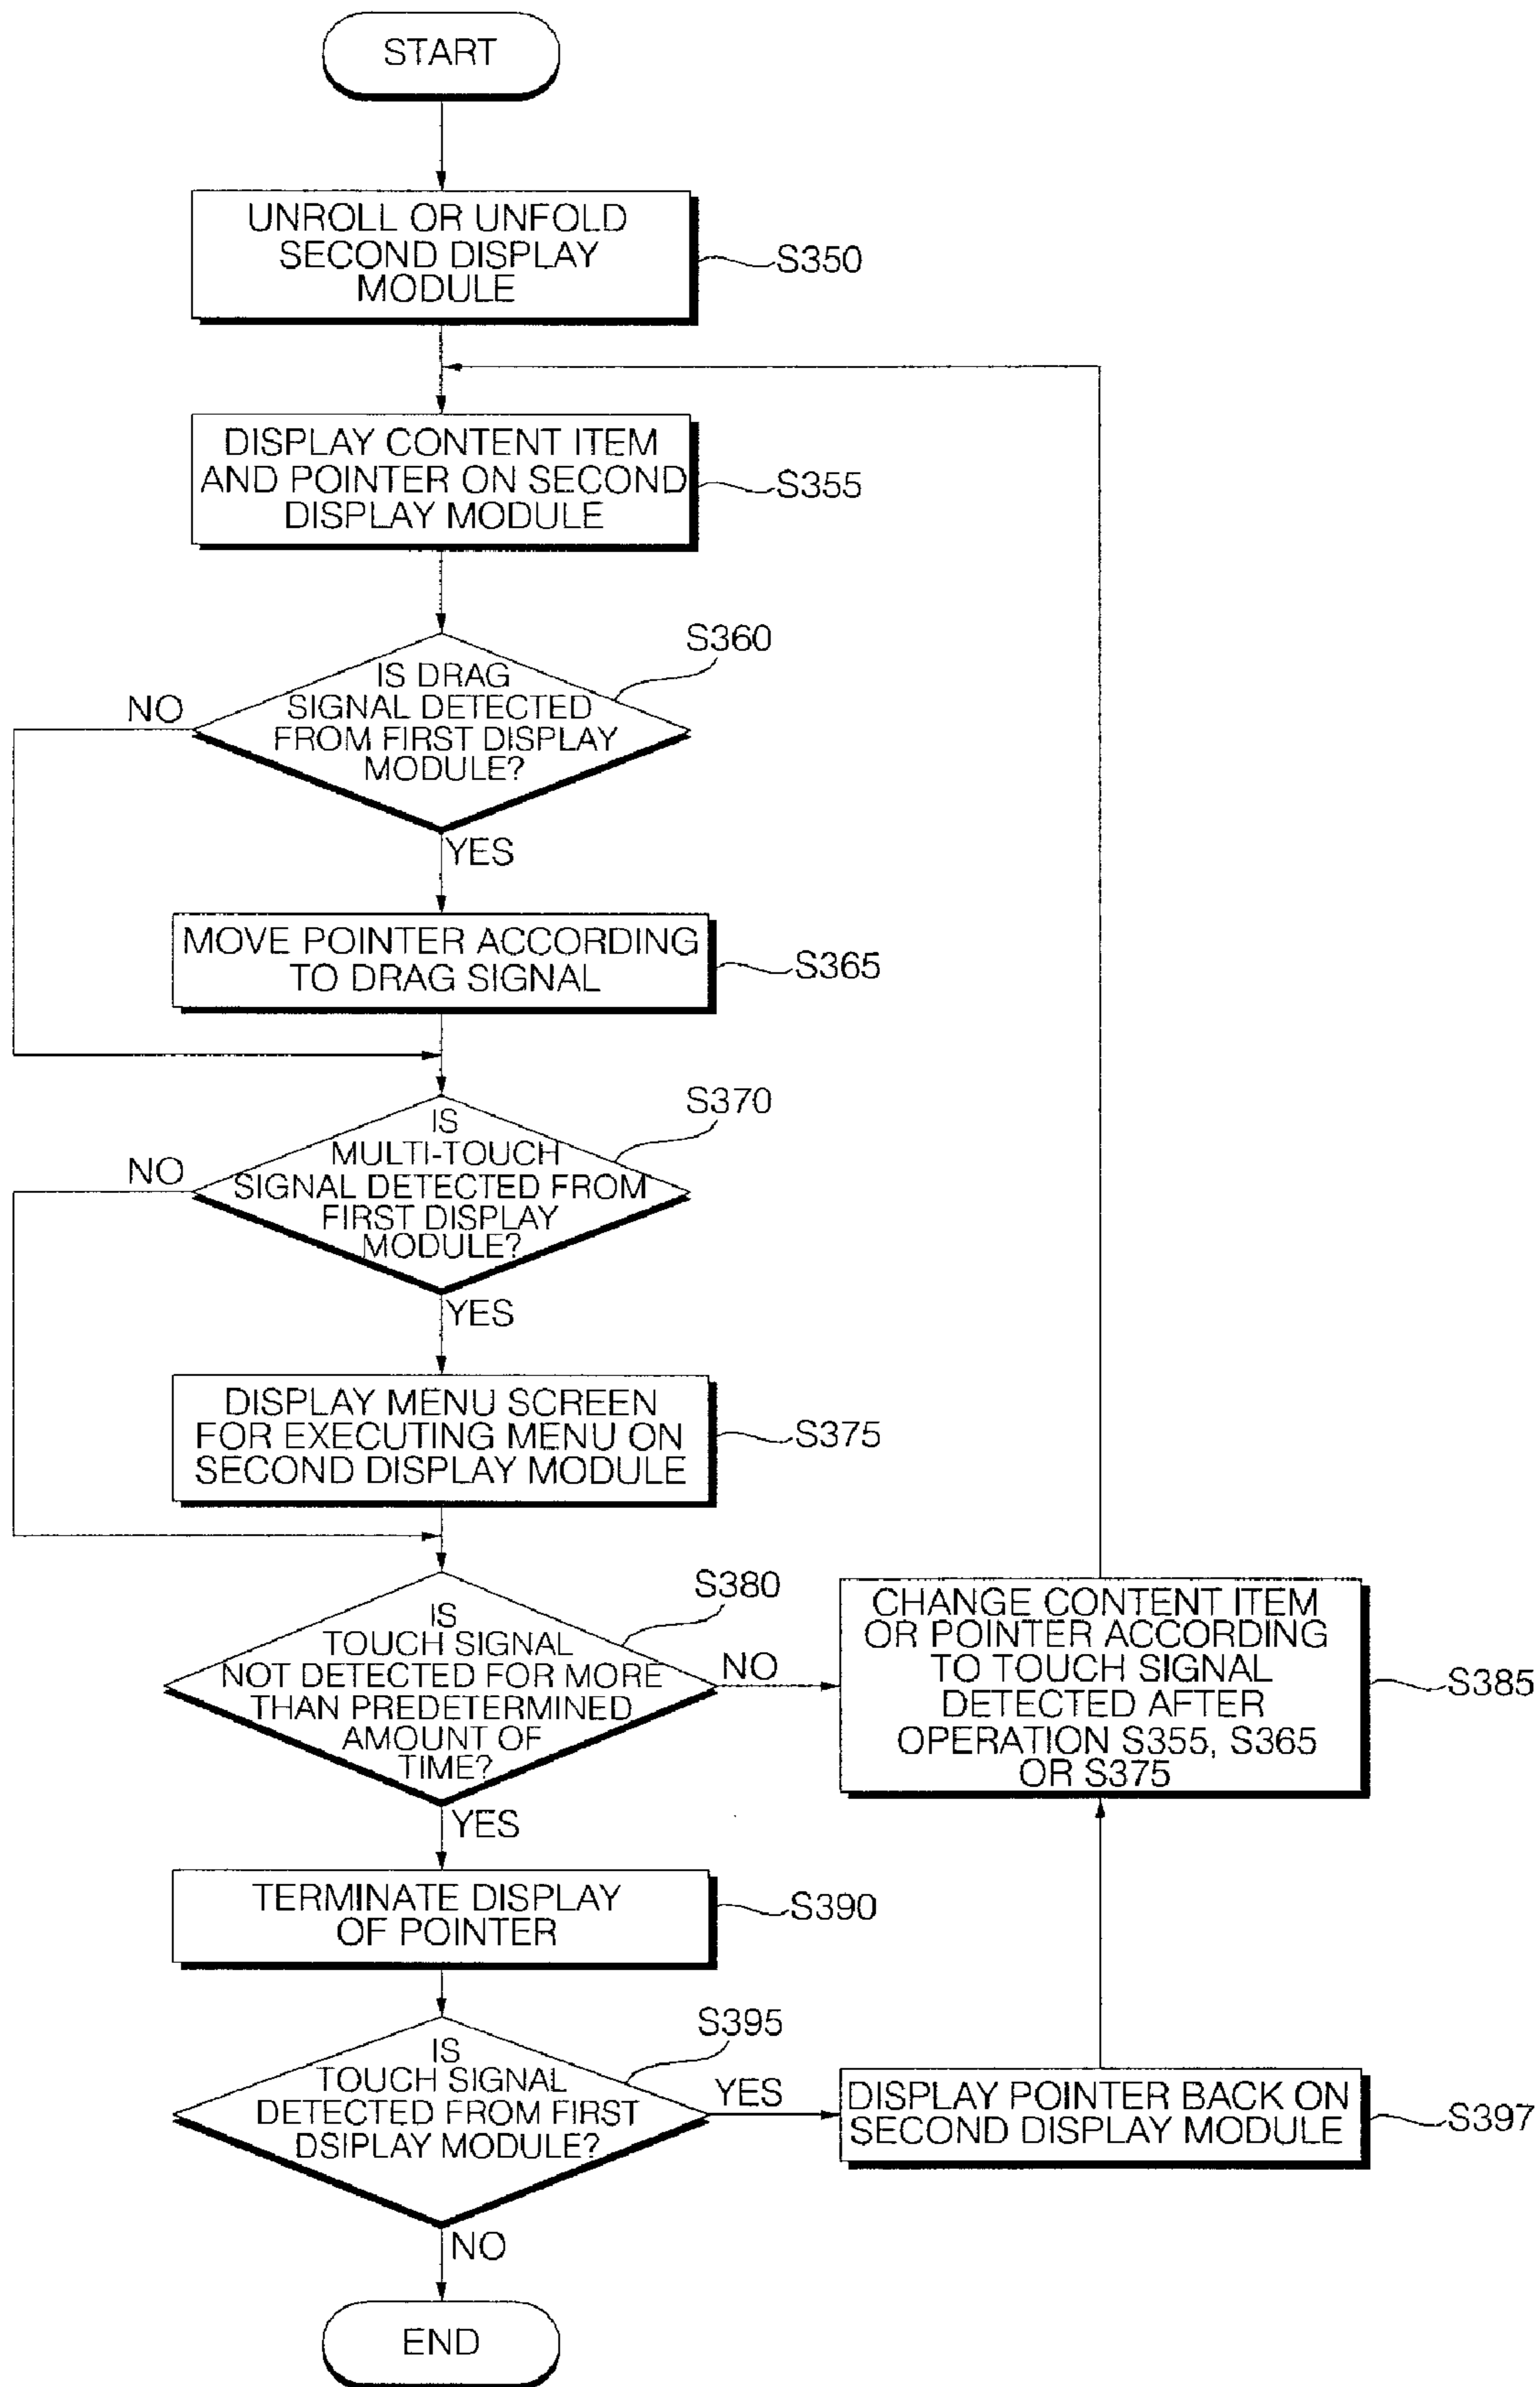 START
UNROLL OR UNFOLD
SECOND DISPLAY
MODULE
S350
DISPLAY CONTENT ITEM
AND POINTER ON SECOND
DISPLAY MODULE
S355
S360
IS DRAG
SIGNAL DETECTED
FROM FIRST DISPLAY
MODULE?
NO
YES
MOVE POINTER ACCORDING
TO DRAG SIGNAL
S365
S370
IS
MULTI-TOUCH
SIGNAL DETECTED FROM
FIRST DISPLAY
MODULE?
NO
YES
DISPLAY MENU SCREEN
FOR EXECUTING MENU ON
SECOND DISPLAY MODULE
S375
S380
IS
TOUCH SIGNAL
NOT DETECTED FOR MORE
THAN PREDETERMINED
AMOUNT OF
TIME?
NO
CHANGE CONTENT ITEM
OR POINTER ACCORDING
TO TOUCH SIGNAL
DETECTED AFTER
OPERATION S355, S365
OR S375
S385
YES
TERMINATE DISPLAY
OF POINTER
S390
S395
IS
TOUCH SIGNAL
DETECTED FROM FIRST
DSIPLAY MODULE?
YES
DISPLAY POINTER BACK ON
SECOND DISPLAY MODULE
S397
NO
END